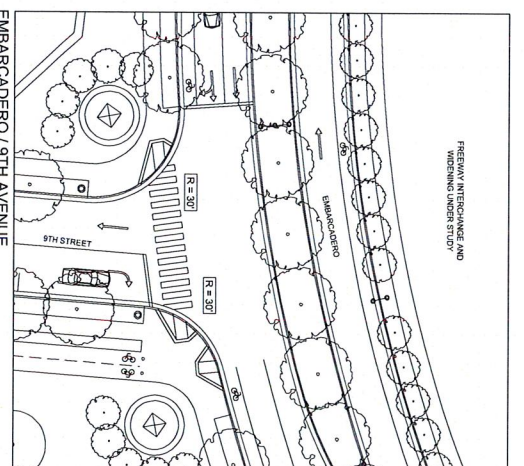 FREEWAY INTERCHANGE AND
WIDENING UNDER STUDY
EMBARCADERO
R = 30'
9TH STREET
R = 30'
EMBARCADERO / 9TH AVENUE